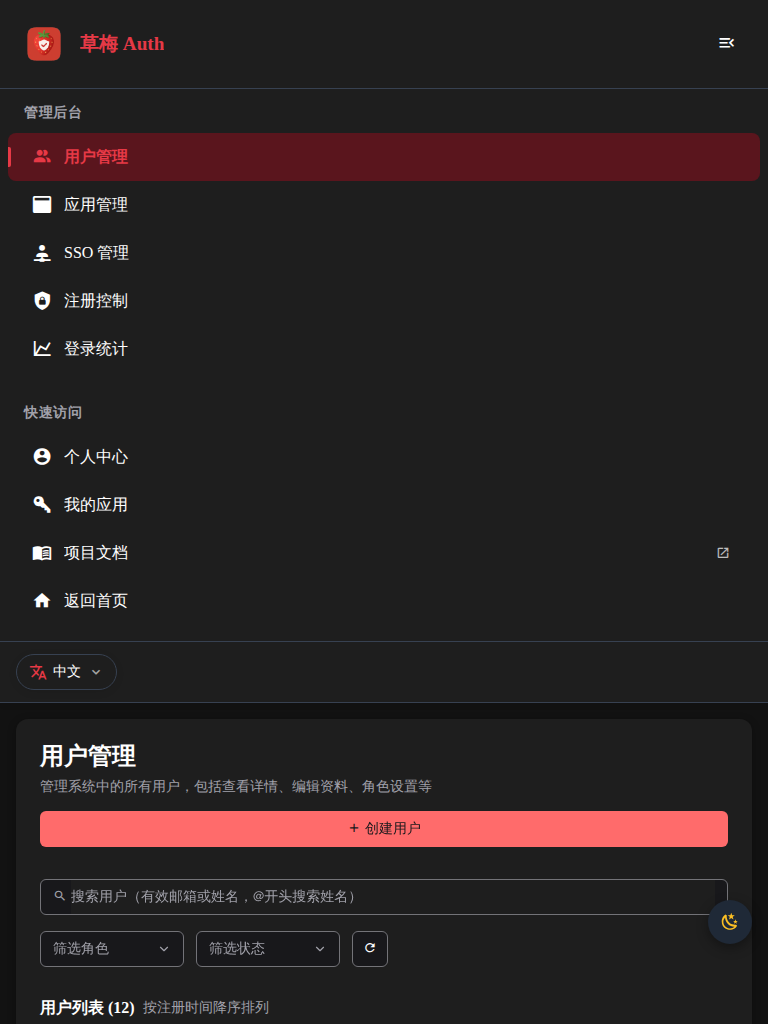 草梅 Auth
管理后台
用户管理
应用管理
SSO 管理
注册控制
登录统计
快速访问
个人中心
我的应用
项目文档
返回首页
中文
用户管理
管理系统中的所有用户，包括查看详情、编辑资料、角色设置等
+ 创建用户
搜索用户（有效邮箱或姓名，@开头搜索姓名）
筛选角色 筛选状态
用户列表 (12) 按注册时间降序排列